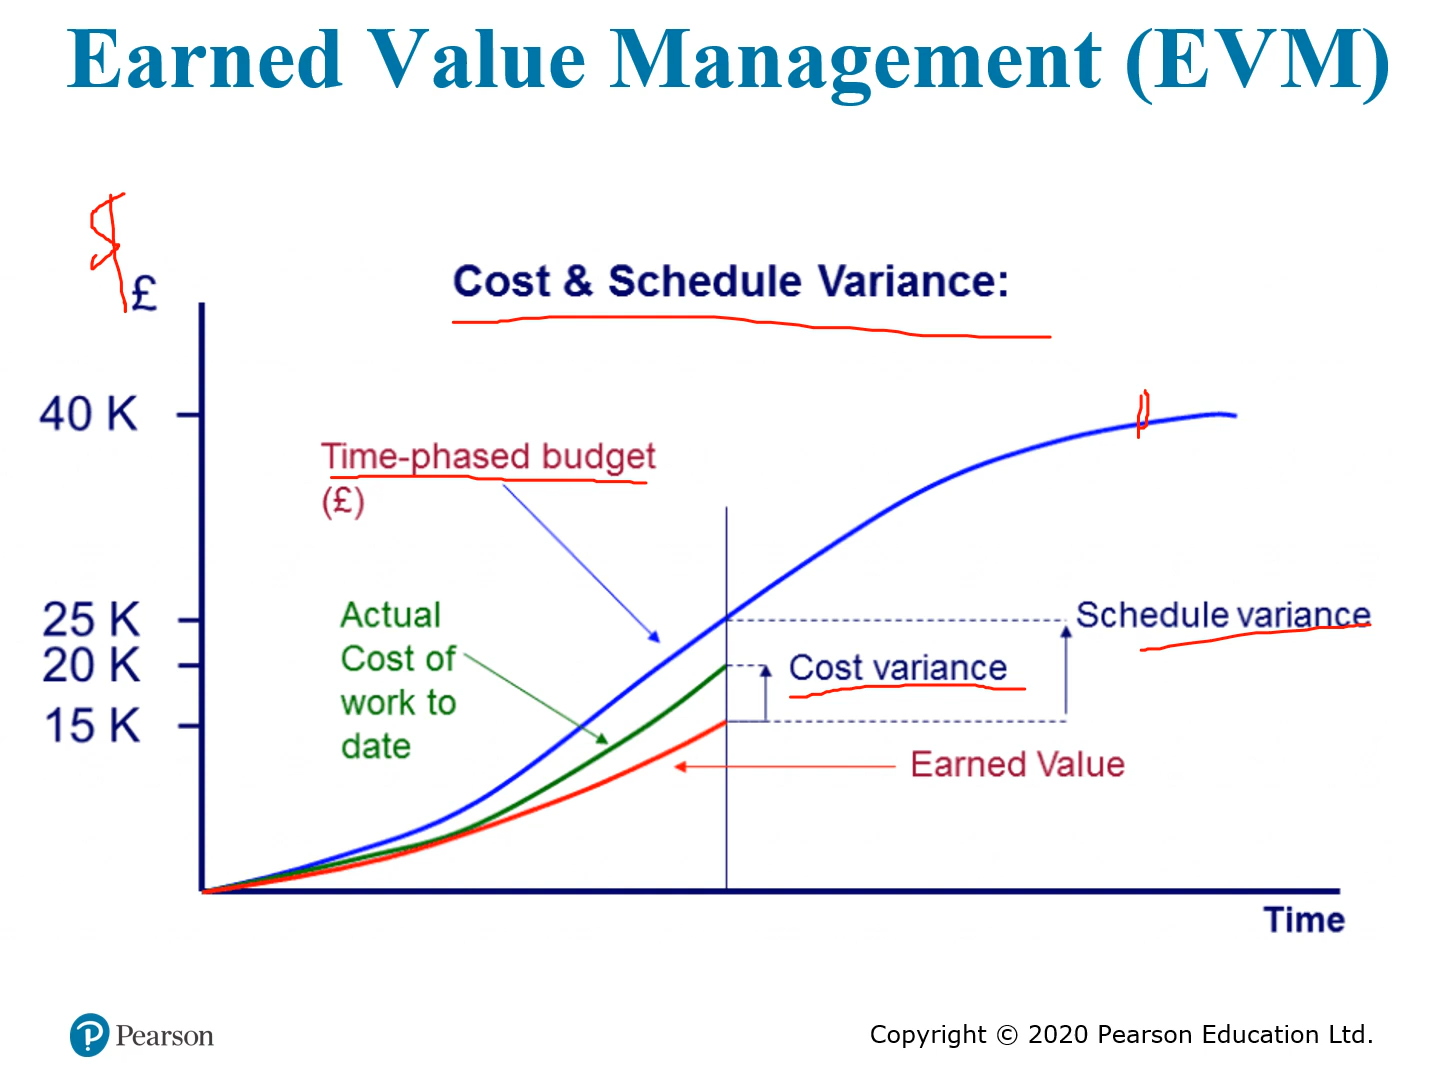 Earned Value Management (EVM)
$
£
Cost & Schedule Variance:
40 K
Time-phased budget
(£)
25 K
20 K
15 K
Actual
Cost of
work to
date
Schedule variance
Cost variance
Earned Value
Time
Pearson
Copyright © 2020 Pearson Education Ltd.